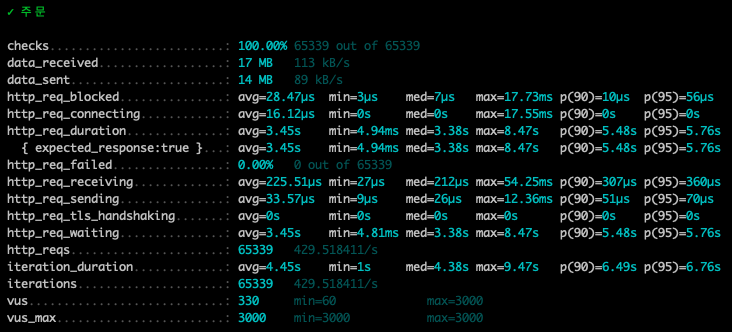 ✓ 주문
checks.........................: 100.00% 65339 out of 65339
data_received..................: 17 MB 113 kB/s
data_sent......................: 14 MB 89 kB/s
http_req_blocked...............: avg=28.47µs min=3µs med=7µs max=17.73ms p(90)=10µs p(95)=56µs
http_req_connecting............: avg=16.12µs min=0s med=0s max=17.55ms p(90)=0s p(95)=0s
http_req_duration..............: avg=3.45s min=4.94ms med=3.38s max=8.47s p(90)=5.48s p(95)=5.76s
{ expected_response:true }...: avg=3.45s min=4.94ms med=3.38s max=8.47s p(90)=5.48s p(95)=5.76s
http_req_failed................: 0.00% 0 out of 65339
http_req_receiving.............: avg=225.51µs min=27µs med=212µs max=54.25ms p(90)=307µs p(95)=360µs
http_req_sending...............: avg=33.57µs min=9µs med=26µs max=12.36ms p(90)=51µs p(95)=70µs
http_req_tls_handshaking.......: avg=0s min=0s med=0s max=0s p(90)=0s p(95)=0s
http_req_waiting...............: avg=3.45s min=4.81ms med=3.38s max=8.47s p(90)=5.48s p(95)=5.76s
http_reqs......................: 65339 429.518411/s
iteration_duration.............: avg=4.45s min=1s med=4.38s max=9.47s p(90)=6.49s p(95)=6.76s
iterations.....................: 65339 429.518411/s
vus............................: 330 min=60 max=3000
vus_max........................: 3000 min=3000 max=3000